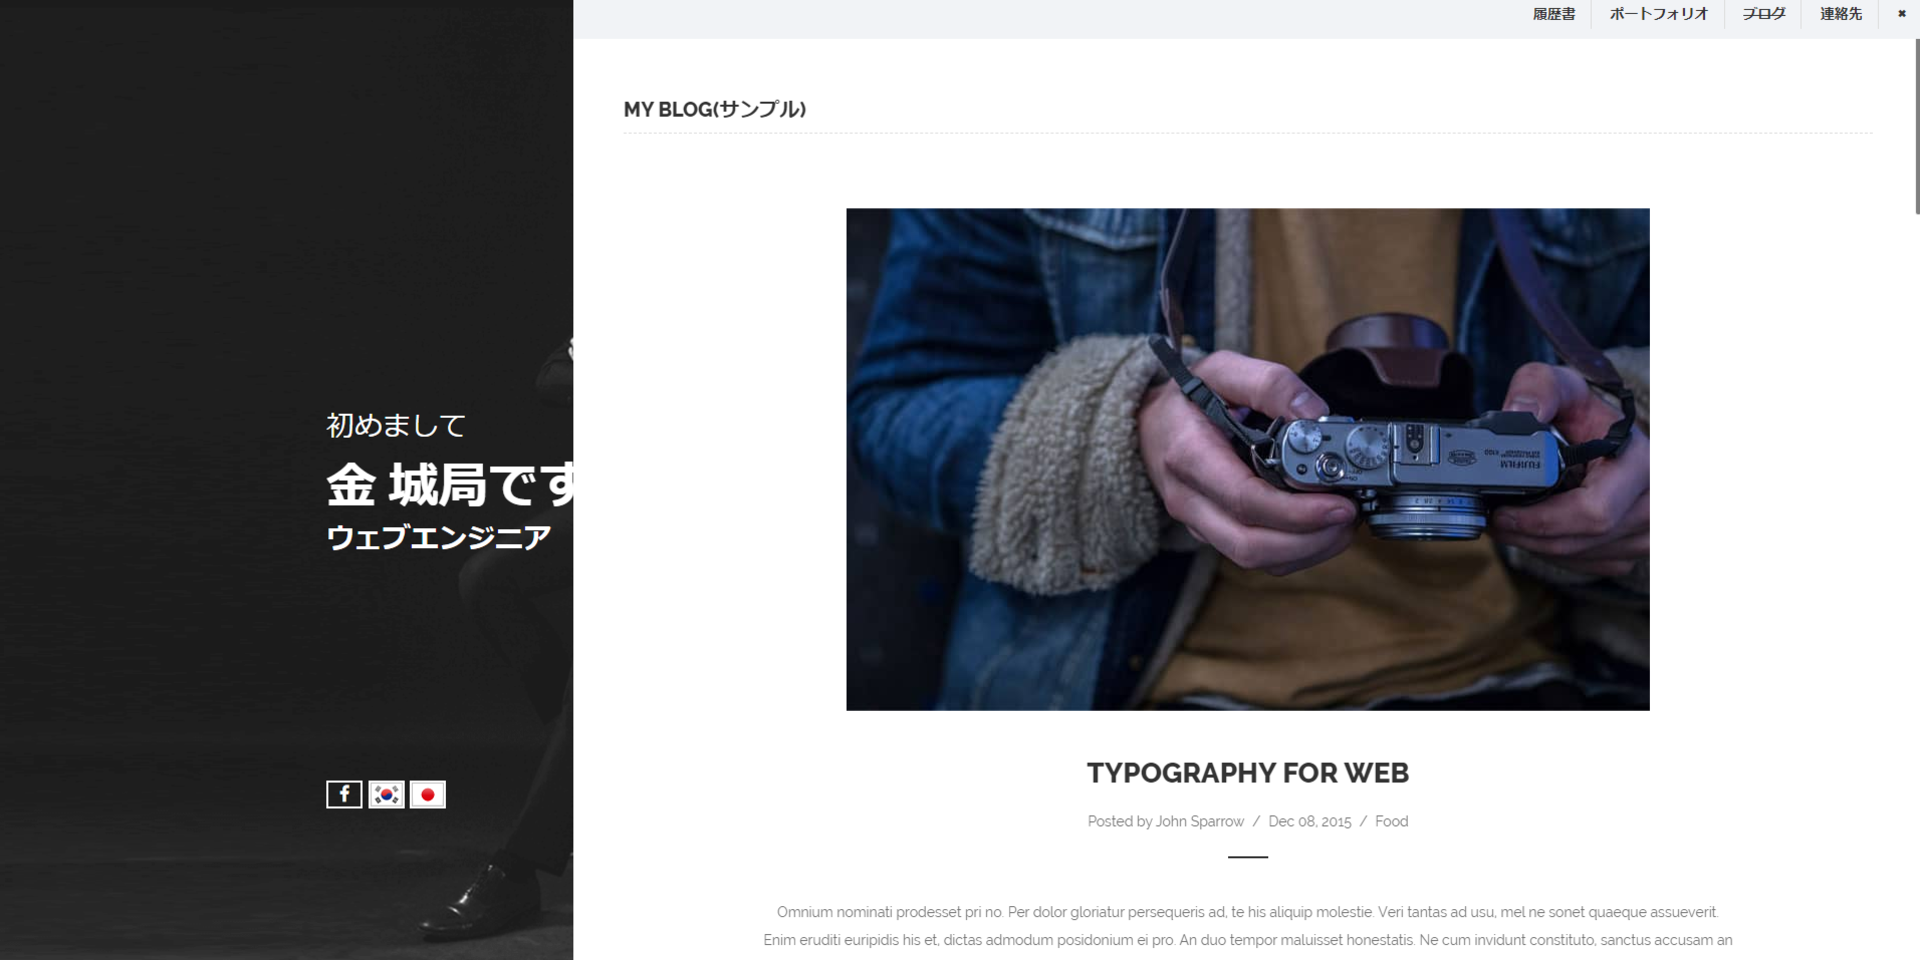 履歴書
ポートフォリオ
ブログ
連絡先
MY BLOG(サンプル)
初めまして
金 城局です
ウェブエンジニア
FUJIFILM
X100
TYPOGRAPHY FOR WEB
Posted by John Sparrow / Dec 08, 2015 / Food
Omnium nominati prodesset pri no. Per dolor gloriatur persequeris ad, te his aliquip molestie. Veri tantas ad usu, mel ne sonet quaeque assueverit.
Enim eruditi euripidis his et, dictas admodum posidonium ei pro. An duo tempor maluisset honestatis. Ne cum invidunt constituto, sanctus accusam an